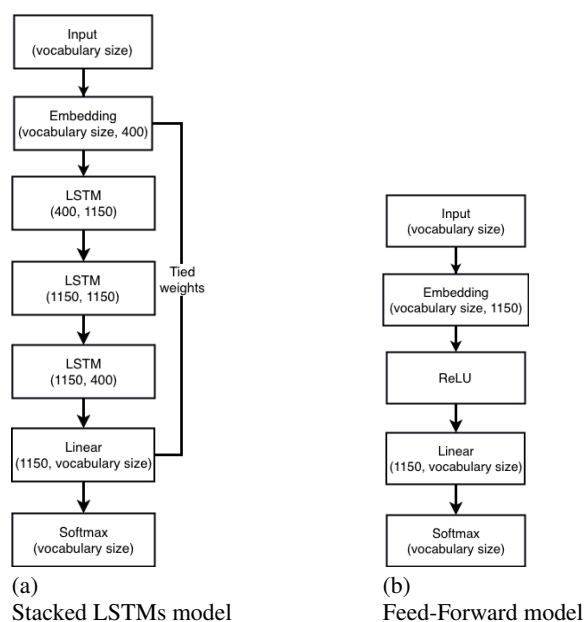 Input
(vocabulary size)
Embedding
(vocabulary size, 400)
LSTM
(400, 1150)
LSTM
(1150, 1150)
Tied
weights
LSTM
(1150, 400)
Linear
(1150, vocabulary size)
Softmax
(vocabulary size)
(a)
Stacked LSTMs model
Input
(vocabulary size)
Embedding
(vocabulary size, 1150)
ReLU
Linear
(1150, vocabulary size)
Softmax
(vocabulary size)
(b)
Feed-Forward model